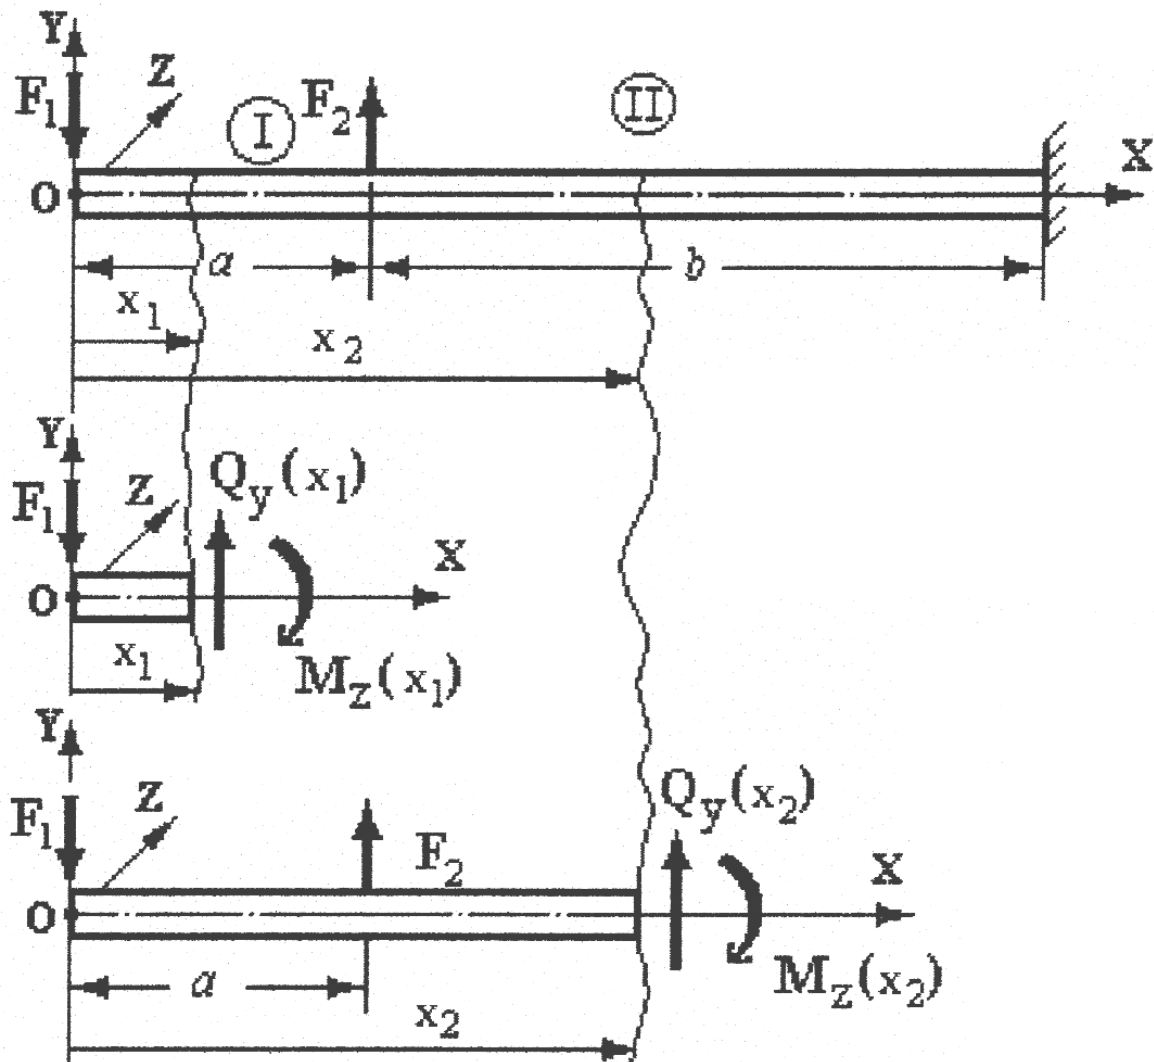 Y
Z
F1
I
F2
II
X
O
a
b
x1
x2
Y
Z
Qy(x1)
F1
X
O
x1
Mz(x1)
Y
Z
Qy(x2)
F1
F2
X
O
a
Mz(x2)
x2